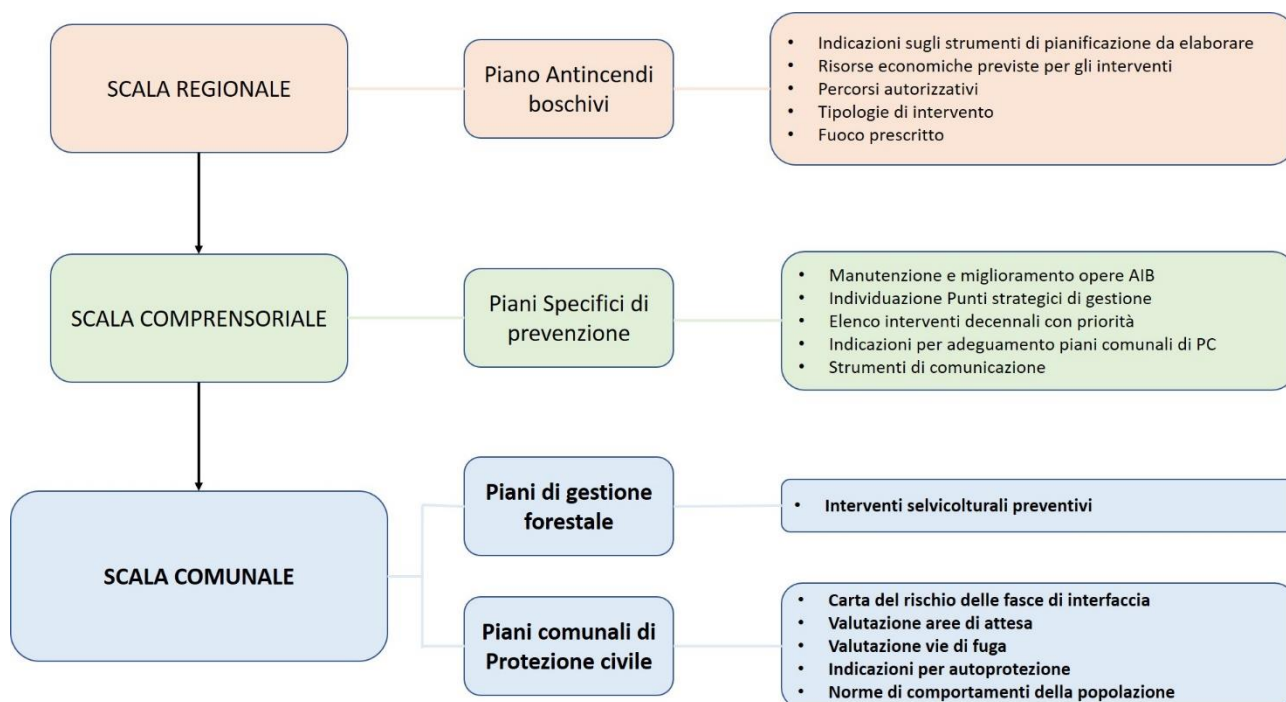 SCALA REGIONALE
Piano Antincendi
boschivi
• Indicazioni sugli strumenti di pianificazione da elaborare
• Risorse economiche previste per gli interventi
• Percorsi autorizzativi
• Tipologie di intervento
• Fuoco prescritto
SCALA COMPRENSORIALE
Piani Specifici di
prevenzione
• Manutenzione e miglioramento opere AIB
• Individuazione Punti strategici di gestione
• Elenco interventi decennali con priorità
• Indicazioni per adeguamento piani comunali di PC
• Strumenti di comunicazione
SCALA COMUNALE
Piani di gestione
forestale
• Interventi selvicolturali preventivi
Piani comunali di
Protezione civile
• Carta del rischio delle fasce di interfaccia
• Valutazione aree di attesa
• Valutazione vie di fuga
• Indicazioni per autoprotezione
• Norme di comportamenti della popolazione